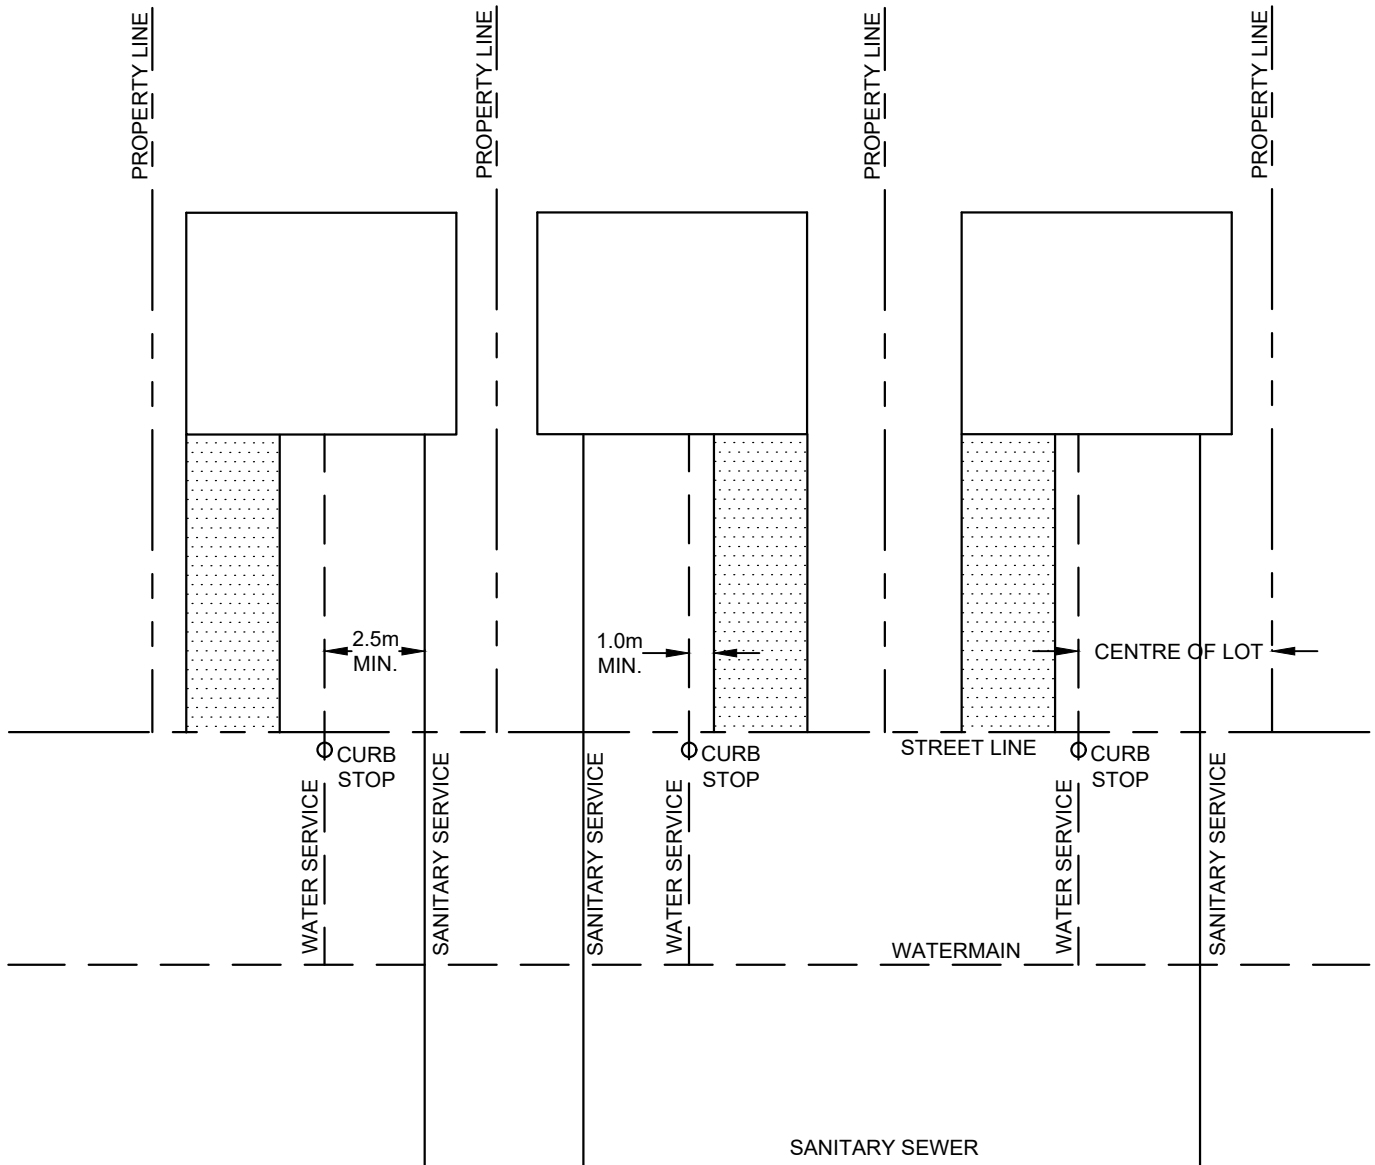 PROPERTY LINE
PROPERTY LINE
PROPERTY LINE
PROPERTY LINE
2.5m
MIN.
1.0m
MIN.
CENTRE OF LOT
STREET LINE
CURB
STOP
CURB
STOP
CURB
STOP
WATER SERVICE
SANITARY SERVICE
SANITARY SERVICE
WATER SERVICE
WATER SERVICE
SANITARY SERVICE
WATERMAIN
SANITARY SEWER